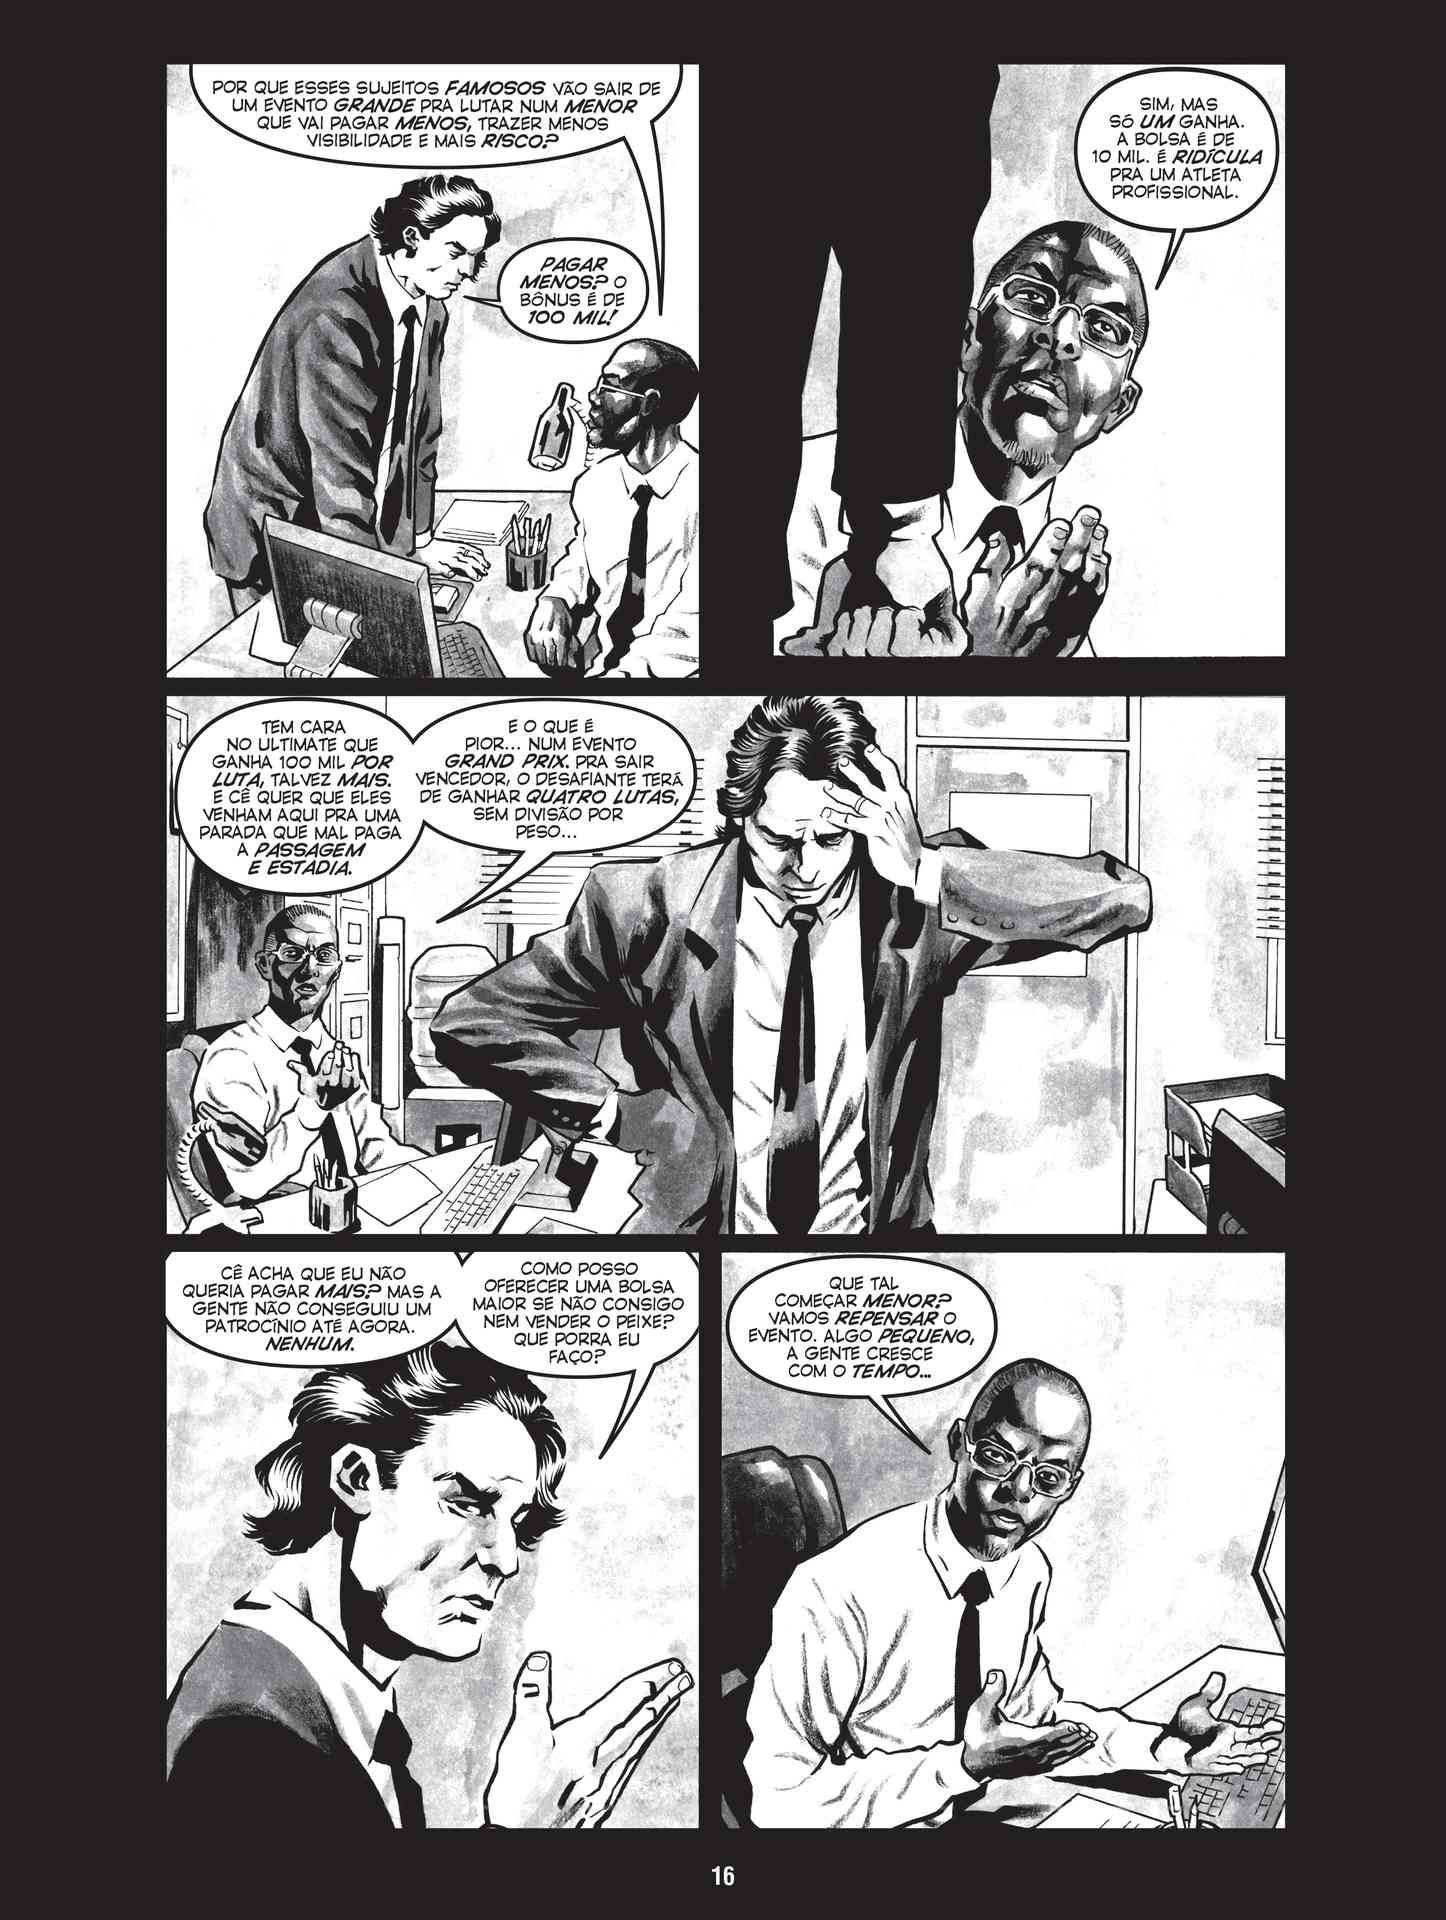 POR QUE ESSES SUJEITOS FAMOSOS VÃO SAIR DE
UM EVENTO GRANDE PRA LUTAR NUM MENOR
QUE VAI PAGAR MENOS, TRAZER MENOS
VISIBILIDADE E MAIS RISCO?
PAGAR
MENOS? O
BÔNUS É DE
100 MIL!
SIM, MAS
SÓ UM GANHA.
A BOLSA É DE
10 MIL. É RIDÍCULA
PRA UM ATLETA
PROFISSIONAL.
TEM CARA
NO ULTIMATE QUE
GANHA 100 MIL POR
LUTA, TALVEZ MAIS.
E CÊ QUER QUE ELES
VENHAM AQUI PRA UMA
PARADA QUE MAL PAGA
A PASSAGEM
E ESTADIA.
E O QUE É
PIOR... NUM EVENTO
GRAND PRIX. PRA SAIR
VENCEDOR, O DESAFIANTE TERÁ
DE GANHAR QUATRO LUTAS,
SEM DIVISÃO POR
PESO...
CÊ ACHA QUE EU NÃO
QUERIA PAGAR MAIS? MAS A
GENTE NÃO CONSEGUIU UM
PATROCÍNIO ATÉ AGORA.
NENHUM.
COMO POSSO
OFERECER UMA BOLSA
MAIOR SE NÃO CONSIGO
NEM VENDER O PEIXE?
QUE PORRA EU
FAÇO?
QUE TAL
COMEÇAR MENOR?
VAMOS REPENSAR O
EVENTO. ALGO PEQUENO,
A GENTE CRESCE
COM O TEMPO...
16